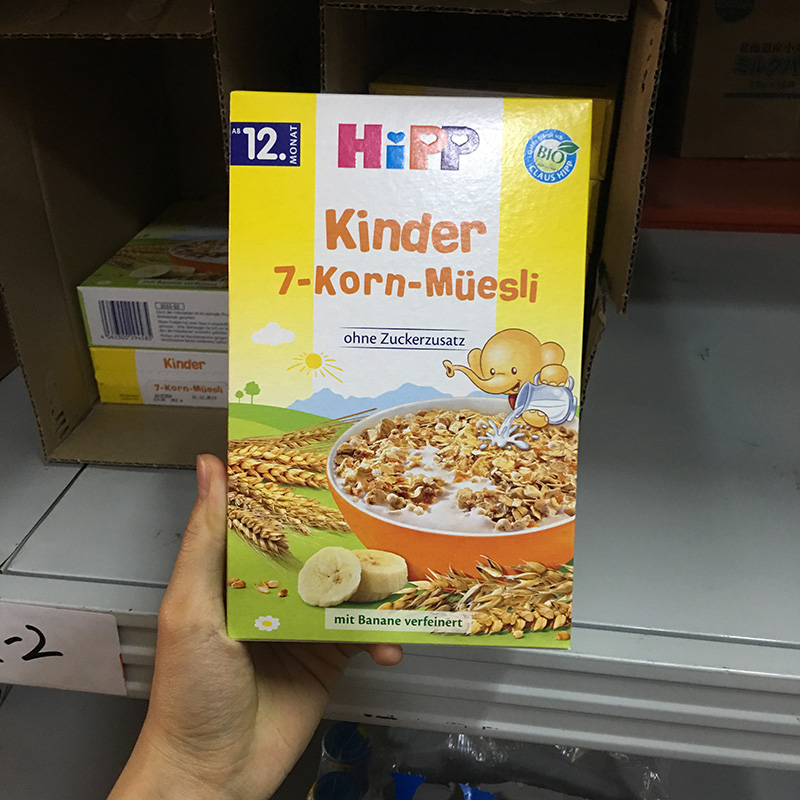 AB 12. MONAT
HiPP
BIO
CLAUS HIPP
Kinder
7-Korn-Müesli
ohne Zuckerzusatz
mit Banane verfeinert
Kinder
7-Korn-Müesli
-2